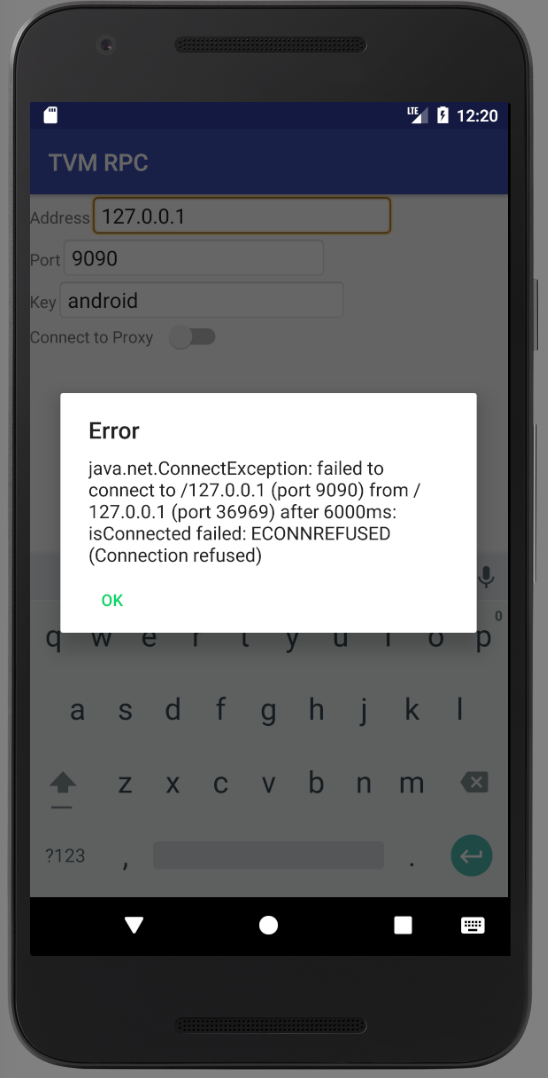 LTE 12:20
TVM RPC
Address 127.0.0.1
Port 9090
Key android
Connect to Proxy
Error
java.net.ConnectException: failed to
connect to /127.0.0.1 (port 9090) from /
127.0.0.1 (port 36969) after 6000ms:
isConnected failed: ECONNREFUSED
(Connection refused)
OK
0
q w e r t y u i o p
a s d f g h j k l
z x c v b n m
?123 , .